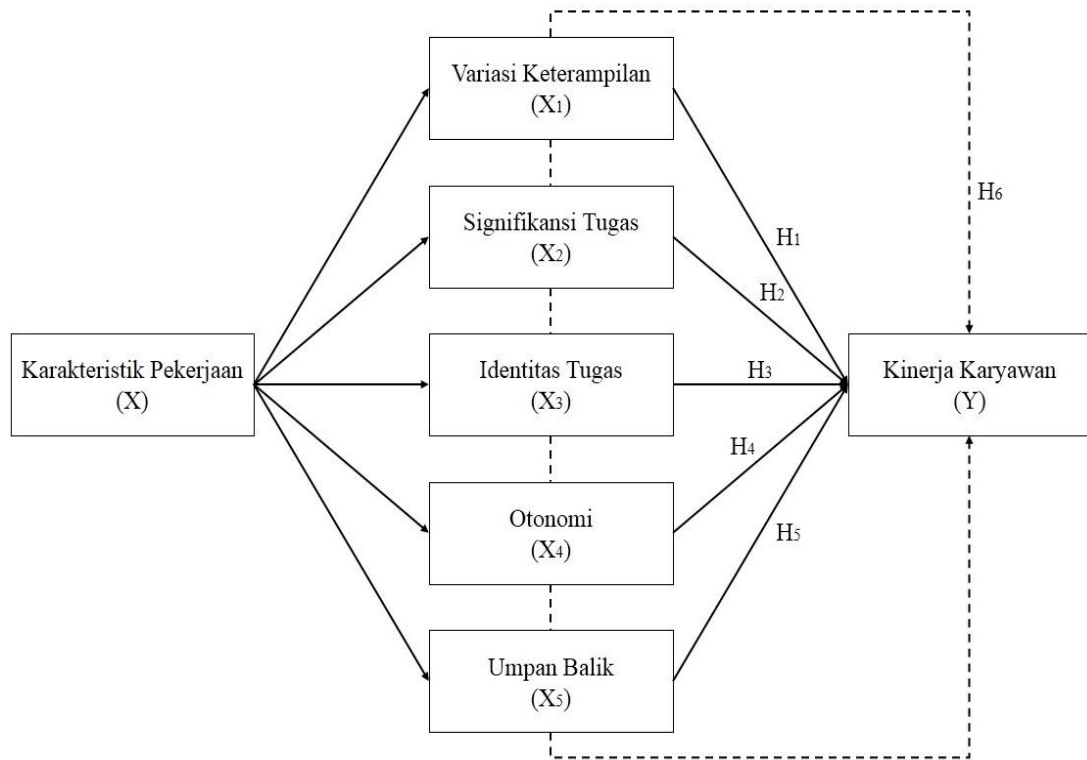 Variasi Keterampilan
(X₁)
H₆
Signifikansi Tugas
(X₂)
H₁
H₂
Karakteristik Pekerjaan
(X)
Identitas Tugas
(X₃)
H₃
Kinerja Karyawan
(Y)
H₄
Otonomi
(X₄)
H₅
Umpan Balik
(X₅)